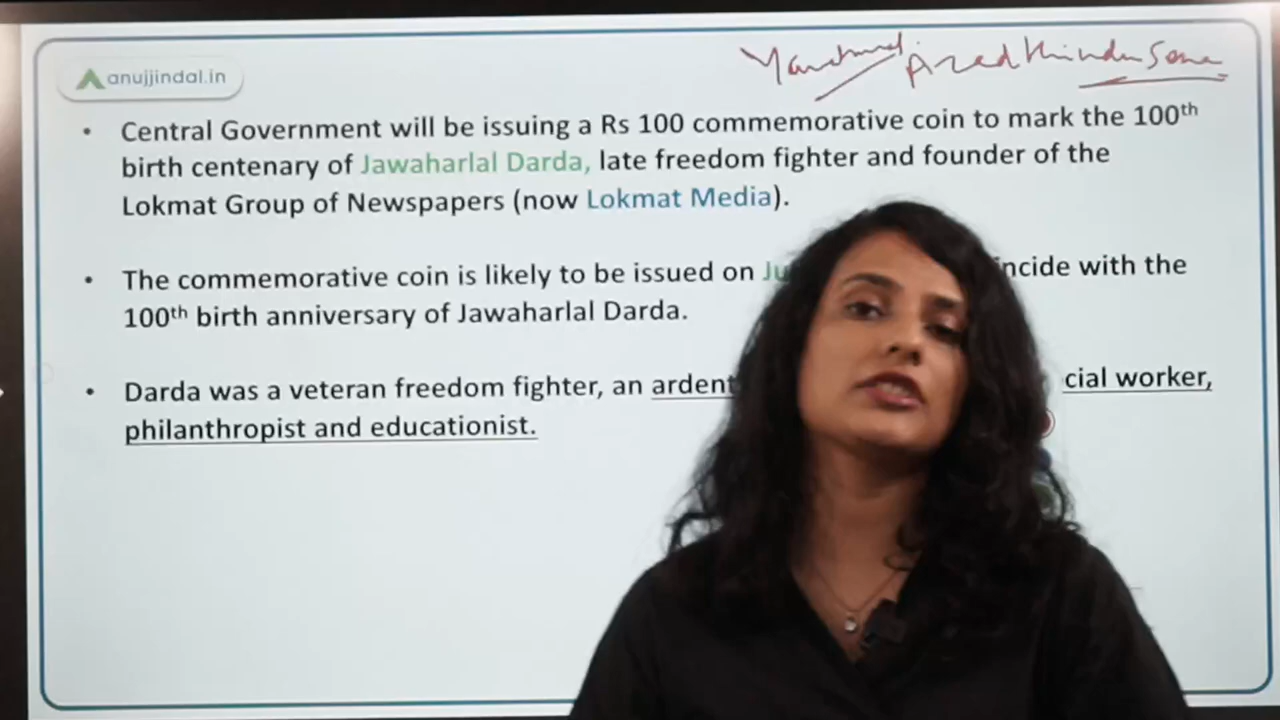 anujjindal.in
Azad Hindu Sena
• Central Government will be issuing a Rs 100 commemorative coin to mark the 100th
birth centenary of Jawaharlal Darda, late freedom fighter and founder of the
Lokmat Group of Newspapers (now Lokmat Media).
• The commemorative coin is likely to be issued on with the
100th birth anniversary of Jawaharlal Darda.
• Darda was a veteran freedom fighter, an ardent worker,
philanthropist and educationist.